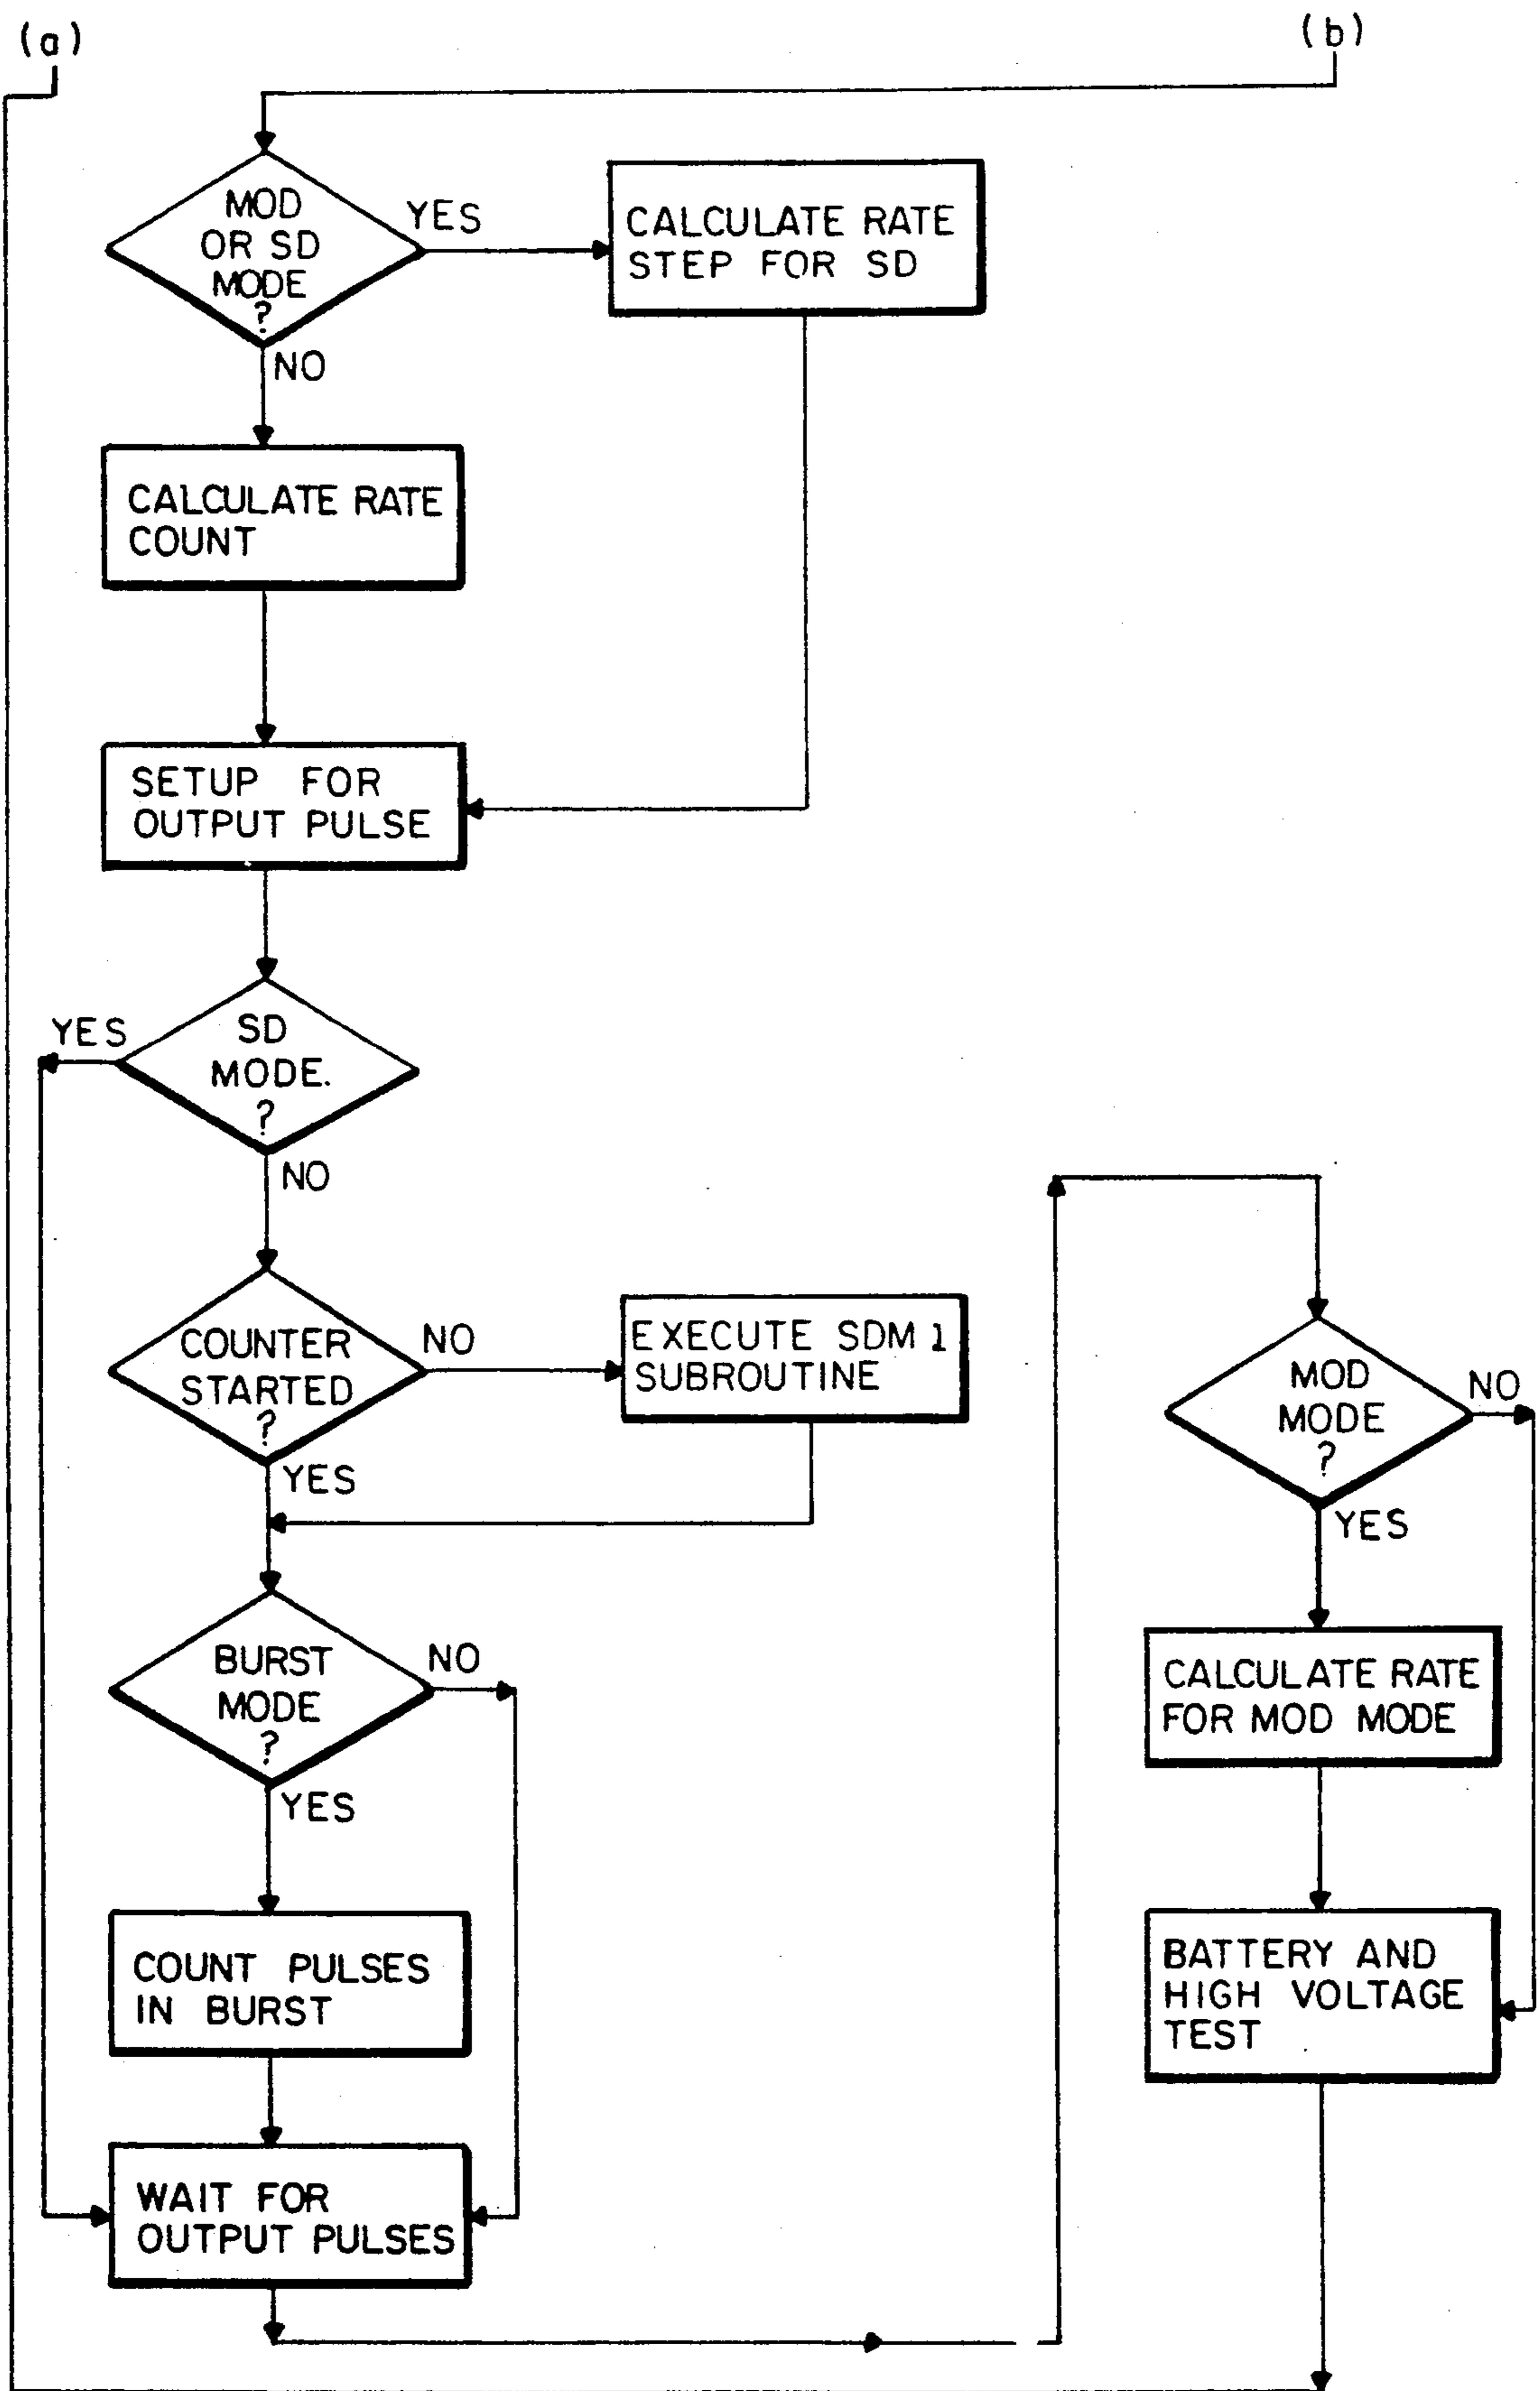 (a)
(b)
MOD
OR SD
MODE
?
YES
NO
CALCULATE RATE
STEP FOR SD
CALCULATE RATE
COUNT
SETUP FOR
OUTPUT PULSE
SD
MODE.
?
YES
NO
COUNTER
STARTED
?
NO
YES
EXECUTE SDM 1
SUBROUTINE
BURST
MODE
?
NO
YES
COUNT PULSES
IN BURST
WAIT FOR
OUTPUT PULSES
MOD
MODE
?
NO
YES
CALCULATE RATE
FOR MOD MODE
BATTERY AND
HIGH VOLTAGE
TEST